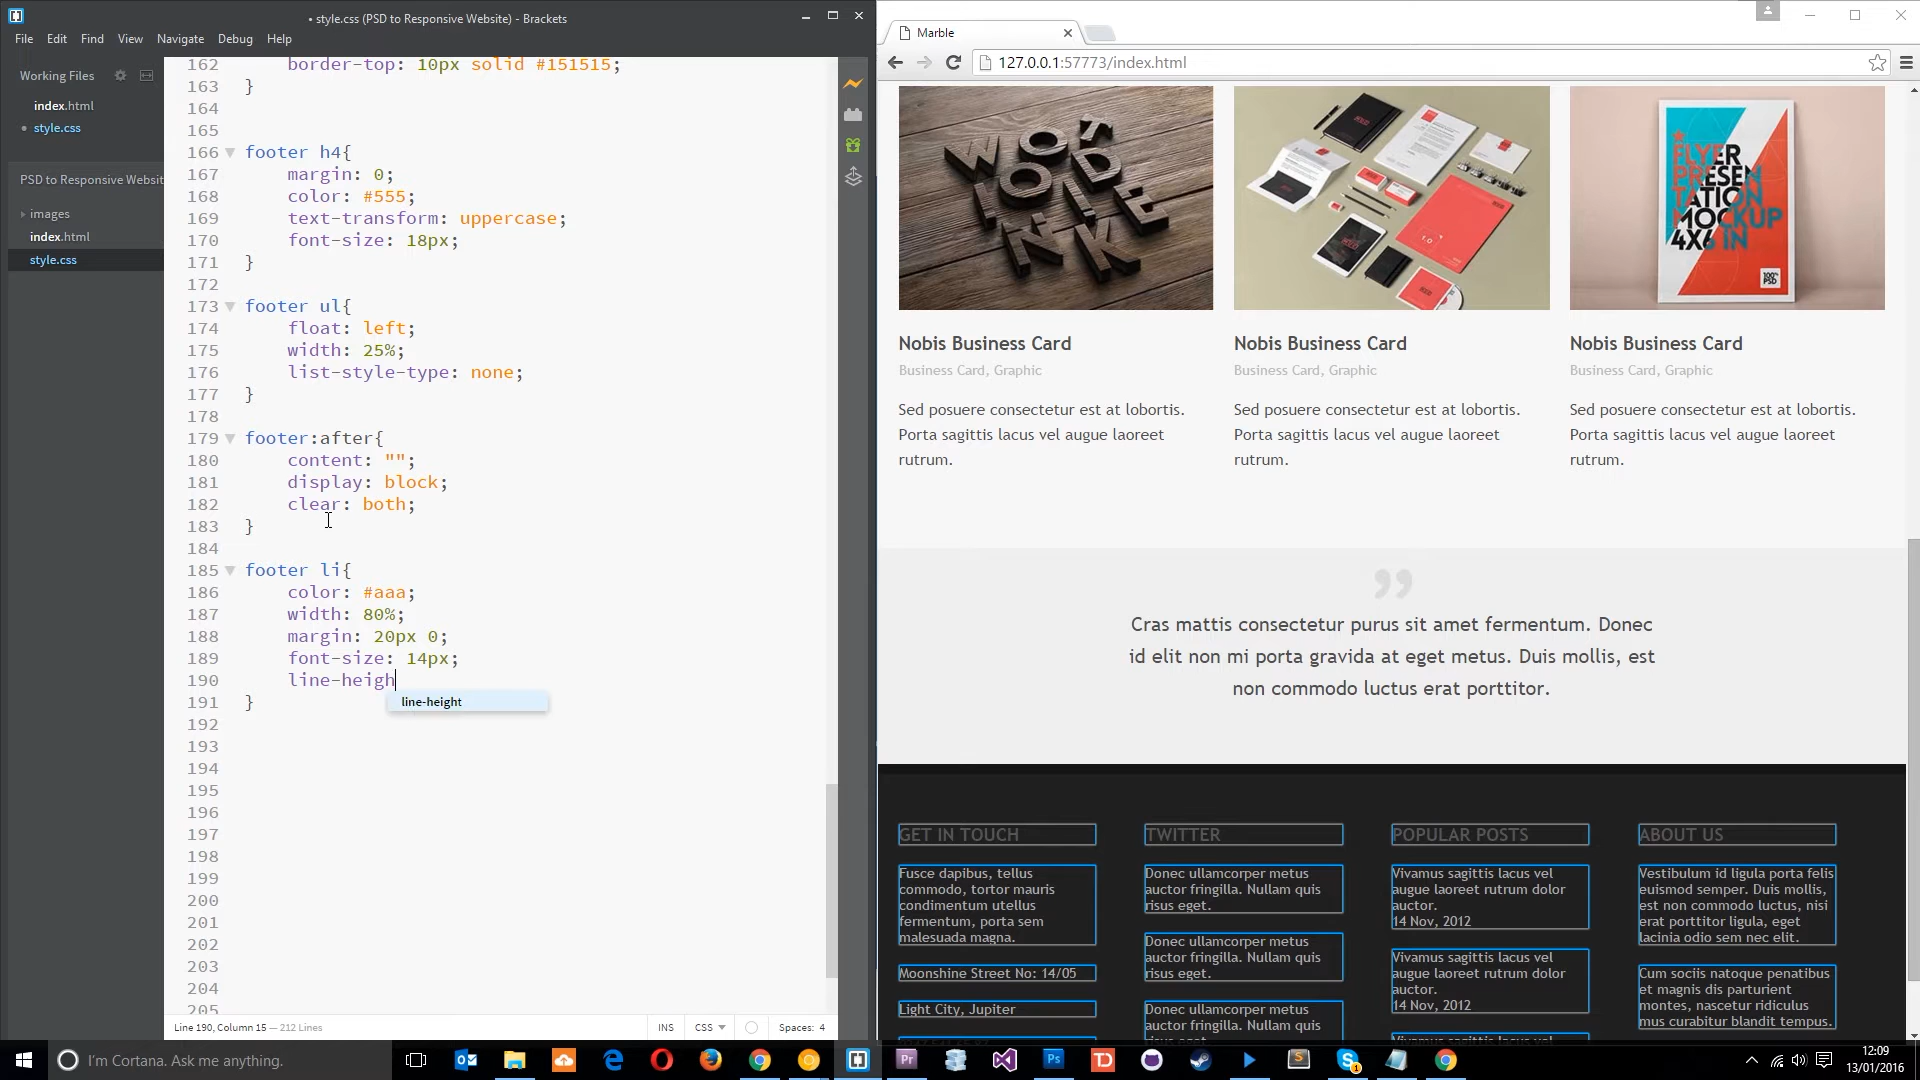 • style.css (PSD to Responsive Website) - Brackets
File Edit Find View Navigate Debug Help
Working Files
index.html
• style.css
PSD to Responsive Websit
images
index.html
style.css
162 border-top: 10px solid #151515;
163 }
164
165
166 footer h4{
167 margin: 0;
168 color: #555;
169 text-transform: uppercase;
170 font-size: 18px;
171 }
172
173 footer ul{
174 float: left;
175 width: 25%;
176 list-style-type: none;
177 }
178
179 footer:after{
180 content: "";
181 display: block;
182 clear: both;
183 }
184
185 footer li{
186 color: #aaa;
187 width: 80%;
188 margin: 20px 0;
189 font-size: 14px;
190 line-heigh
line-height
191 }
192
193
194
195
196
197
198
199
200
201
202
203
204
205
Line 190, Column 15 — 212 Lines
INS CSS Spaces: 4
Marble
127.0.0.1:57773/index.html
WOOD
INK
FLYER
PRESEN
TATION
MOCKUP
4X6 IN
100%
PSD
Nobis Business Card
Business Card, Graphic
Sed posuere consectetur est at lobortis.
Porta sagittis lacus vel augue laoreet
rutrum.
Nobis Business Card
Business Card, Graphic
Sed posuere consectetur est at lobortis.
Porta sagittis lacus vel augue laoreet
rutrum.
Nobis Business Card
Business Card, Graphic
Sed posuere consectetur est at lobortis.
Porta sagittis lacus vel augue laoreet
rutrum.
”
Cras mattis consectetur purus sit amet fermentum. Donec
id elit non mi porta gravida at eget metus. Duis mollis, est
non commodo luctus erat porttitor.
GET IN TOUCH
Fusce dapibus, tellus
commodo, tortor mauris
condimentum utellus
fermentum, porta sem
malesuada magna.
Moonshine Street No: 14/05
Light City, Jupiter
TWITTER
Donec ullamcorper metus
auctor fringilla. Nullam quis
risus eget.
Donec ullamcorper metus
auctor fringilla. Nullam quis
risus eget.
Donec ullamcorper metus
auctor fringilla. Nullam quis
POPULAR POSTS
Vivamus sagittis lacus vel
augue laoreet rutrum dolor
auctor.
14 Nov, 2012
Vivamus sagittis lacus vel
augue laoreet rutrum dolor
auctor.
14 Nov, 2012
ABOUT US
Vestibulum id ligula porta felis
euismod semper. Duis mollis,
est non commodo luctus, nisi
erat porttitor ligula, eget
lacinia odio sem nec elit.
Cum sociis natoque penatibus
et magnis dis parturient
montes, nascetur ridiculus
mus curabitur blandit tempus.
I'm Cortana. Ask me anything.
Pr
Ps
12:09
13/01/2016